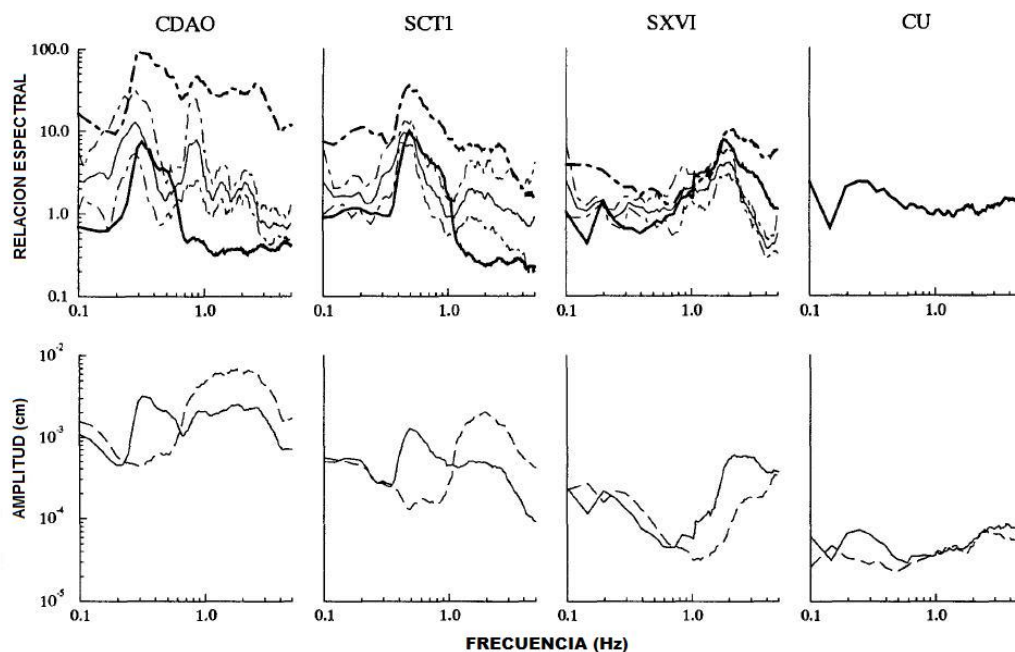 CDAO SCT1 SXVI CU
RELACION ESPECTRAL
100.0
10.0
1.0
0.1
0.1 1.0 0.1 1.0 0.1 1.0 0.1 1.0
AMPLITUD (cm)
10⁻²
10⁻³
10⁻⁴
10⁻⁵
0.1 1.0 0.1 1.0 0.1 1.0 0.1 1.0
FRECUENCIA (Hz)